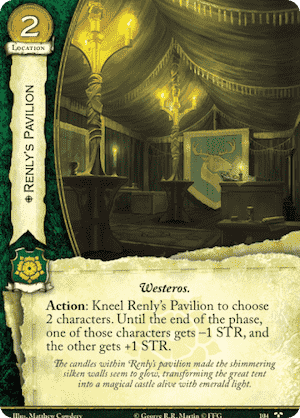 2
LOCATION
RENLY'S PAVILION
Westeros.
Action: Kneel Renly's Pavilion to choose
2 characters. Until the end of the phase,
one of those characters gets –1 STR, and
the other gets +1 STR.
The candles within Renly's pavilion made the shimmering
silken walls seem to glow, transforming the great tent
into a magical castle alive with emerald light.
Illus. Matthew Cowdery © George R.R. Martin © FFG 104